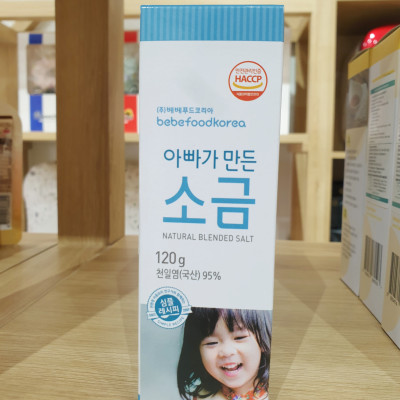 HACCP
(주)베베푸드코리아
bebefoodkorea
아빠가 만든
소금
NATURAL BLENDED SALT
120g
천일염(국산) 95%
심플
레시피